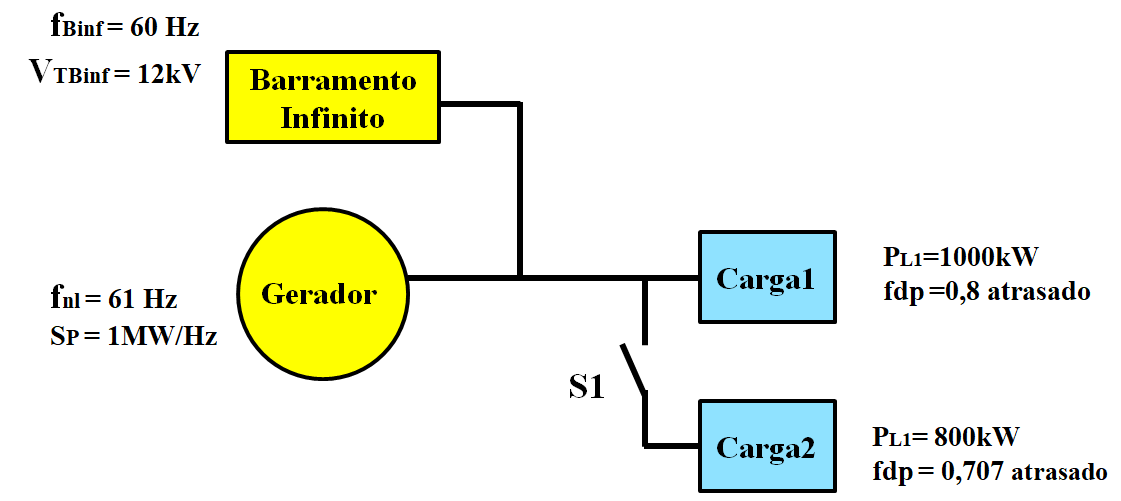 fBinf = 60 Hz
VTBinf = 12kV
Barramento
Infinito
Gerador
fnl = 61 Hz
SP = 1MW/Hz
Carga1
PL1=1000kW
fdp =0,8 atrasado
S1
Carga2
PL1= 800kW
fdp = 0,707 atrasado